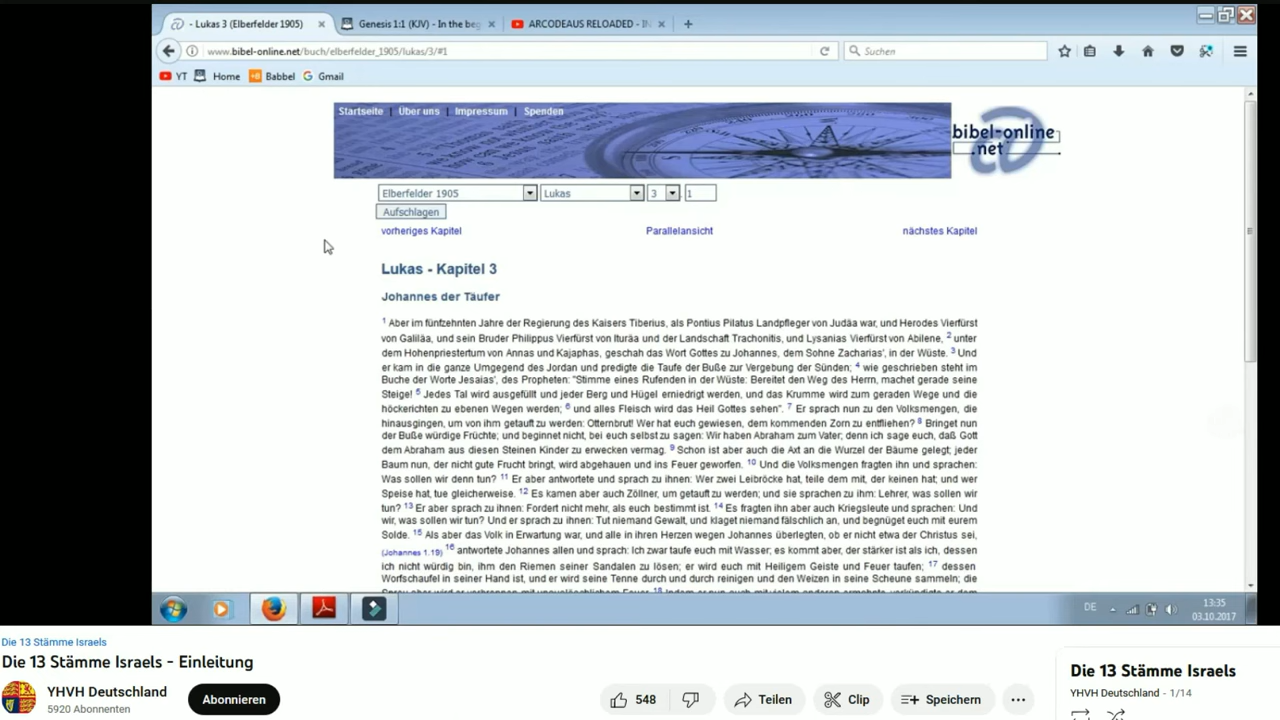 - Lukas 3 (Elberfelder 1905)
Genesis 1:1 (KJV) - In the beg
ARCODEAUS RELOADED - IN
www.bibel-online.net/buch/elberfelder_1905/lukas/3/#1
Suchen
YT Home Babbel Gmail
Startseite | Über uns | Impressum | Spenden
bibel-online
.net
Elberfelder 1905 Lukas 3 1
Aufschlagen
vorheriges Kapitel Parallelansicht nächstes Kapitel
Lukas - Kapitel 3
Johannes der Täufer
1 Aber im fünfzehnten Jahre der Regierung des Kaisers Tiberius, als Pontius Pilatus Landpfleger von Judäa war, und Herodes Vierfürst
von Galiläa, und sein Bruder Philippus Vierfürst von Ituräa und der Landschaft Trachonitis, und Lysanias Vierfürst von Abilene, 2 unter
dem Hohenpriestertum von Annas und Kajaphas, geschah das Wort Gottes zu Johannes, dem Sohne Zacharias', in der Wüste. 3 Und
er kam in die ganze Umgegend des Jordan und predigte die Taufe der Buße zur Vergebung der Sünden; 4 wie geschrieben steht im
Buche der Worte Jesaias', des Propheten: "Stimme eines Rufenden in der Wüste: Bereitet den Weg des Herrn, machet gerade seine
Steige! 5 Jedes Tal wird ausgefüllt und jeder Berg und Hügel erniedrigt werden, und das Krumme wird zum geraden Wege und die
höckerichten zu ebenen Wegen werden; 6 und alles Fleisch wird das Heil Gottes sehen". 7 Er sprach nun zu den Volksmengen, die
hinausgingen, um von ihm getauft zu werden: Otternbrut! Wer hat euch gewiesen, dem kommenden Zorn zu entfliehen? 8 Bringet nun
der Buße würdige Früchte; und beginnet nicht, bei euch selbst zu sagen: Wir haben Abraham zum Vater; denn ich sage euch, daß Gott
dem Abraham aus diesen Steinen Kinder zu erwecken vermag. 9 Schon ist aber auch die Axt an die Wurzel der Bäume gelegt; jeder
Baum nun, der nicht gute Frucht bringt, wird abgehauen und ins Feuer geworfen. 10 Und die Volksmengen fragten ihn und sprachen:
Was sollen wir denn tun? 11 Er aber antwortete und sprach zu ihnen: Wer zwei Leibröcke hat, teile dem mit, der keinen hat; und wer
Speise hat, tue gleicherweise. 12 Es kamen aber auch Zöllner, um getauft zu werden; und sie sprachen zu ihm: Lehrer, was sollen wir
tun? 13 Er aber sprach zu ihnen: Fordert nicht mehr, als euch bestimmt ist. 14 Es fragten ihn aber auch Kriegsleute und sprachen: Und
wir, was sollen wir tun? Und er sprach zu ihnen: Tut niemand Gewalt, und klaget niemand fälschlich an, und begnüget euch mit eurem
Solde. 15 Als aber das Volk in Erwartung war, und alle in ihren Herzen wegen Johannes überlegten, ob er nicht etwa der Christus sei,
(Johannes 1.19) 16 antwortete Johannes allen und sprach: Ich zwar taufe euch mit Wasser; es kommt aber, der stärker ist als ich, dessen
ich nicht würdig bin, ihm den Riemen seiner Sandalen zu lösen; er wird euch mit Heiligem Geiste und Feuer taufen; 17 dessen
Worfschaufel in seiner Hand ist, und er wird seine Tenne durch und durch reinigen und den Weizen in seine Scheune sammeln; die
DE 13:35
03.10.2017
Die 13 Stämme Israels
Die 13 Stämme Israels - Einleitung
YHVH Deutschland
5920 Abonnenten
Abonnieren
548
Teilen
Clip
Speichern
Die 13 Stämme Israels
YHVH Deutschland - 1/14